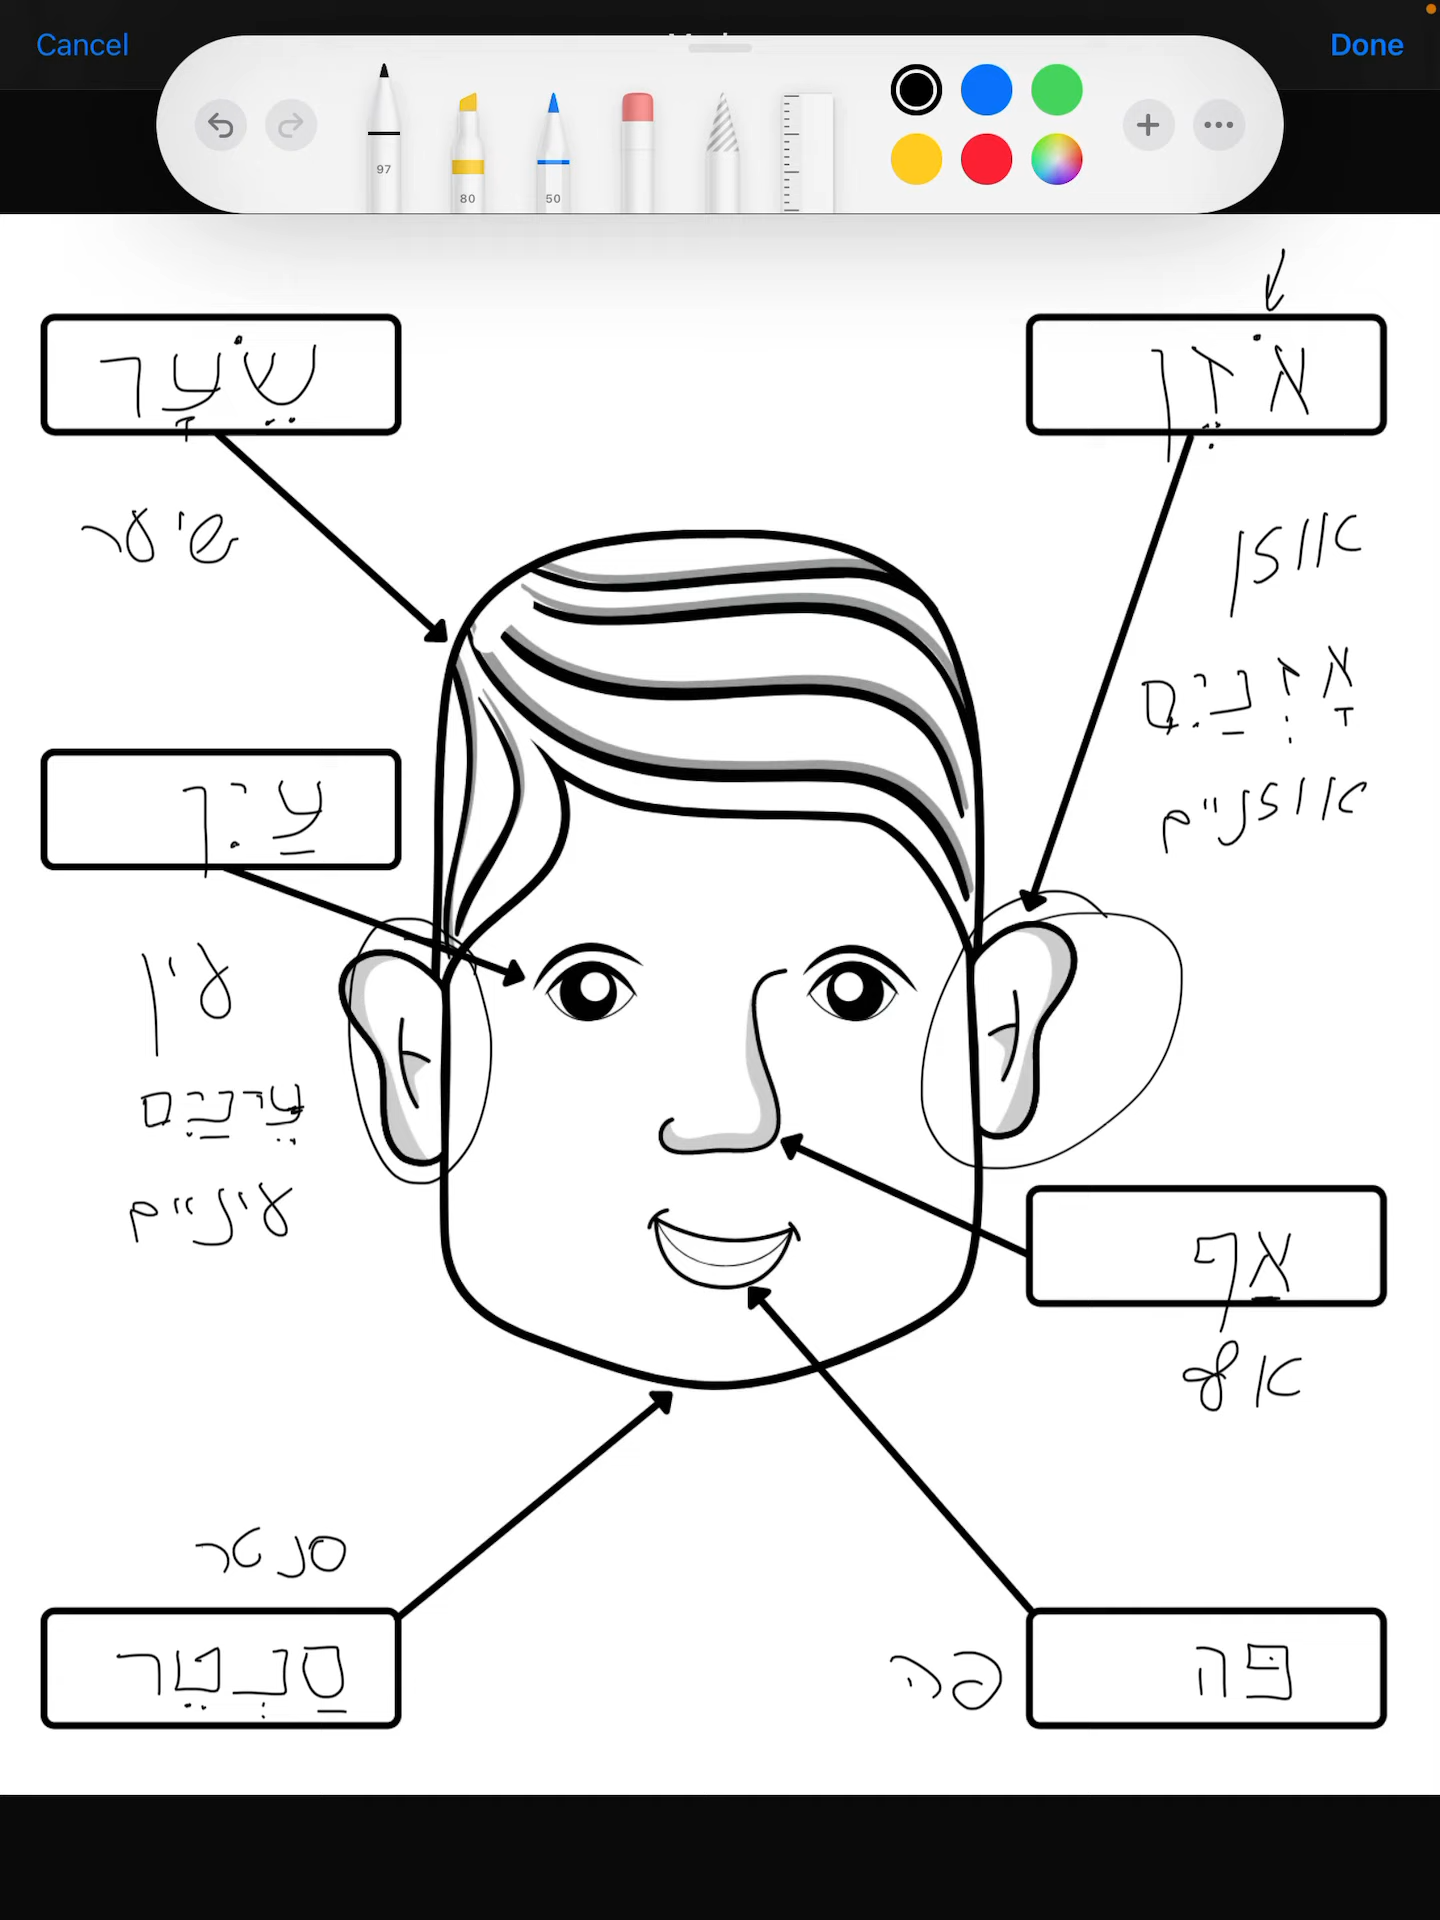 Cancel
Done
97
80
50
שֵׂעָר
אֹזֶן
שיער
אוזן
אָזְנַיִם
אוזניים
עַיִן
עין
עֵינַיִם
עיניים
אַף
אף
סנטר
סַנְטֵר
פּה
פה